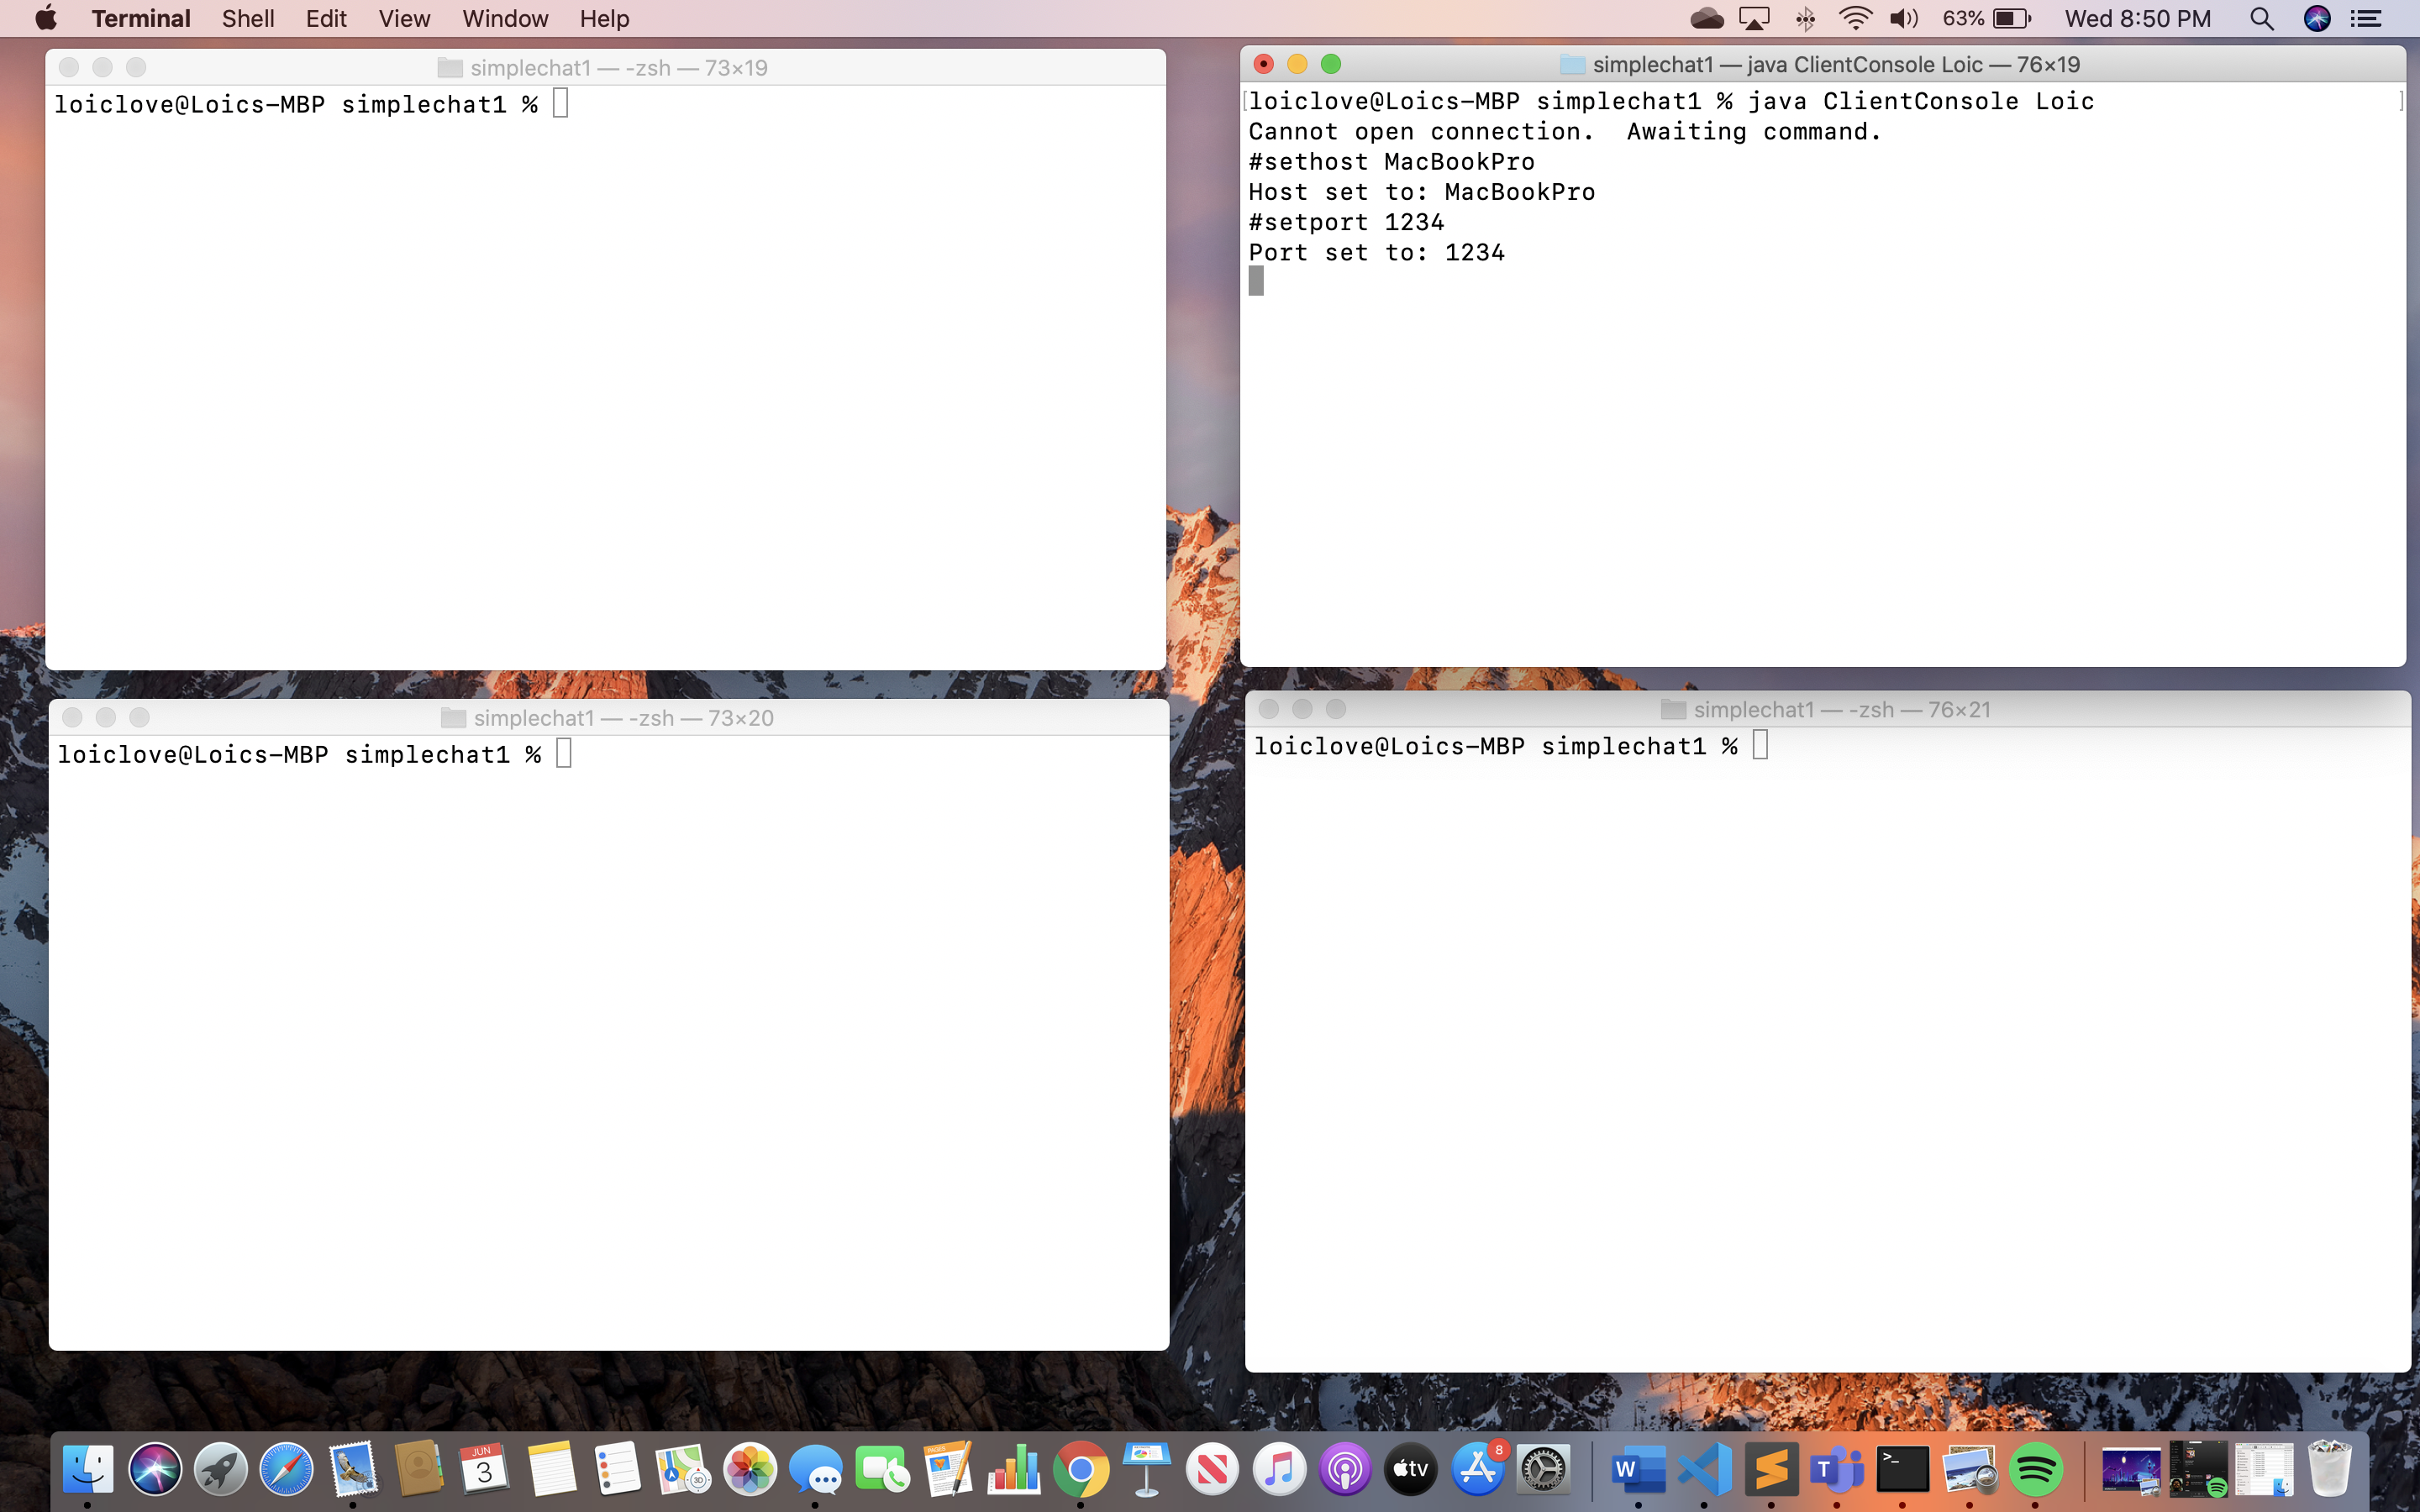 Terminal Shell Edit View Window Help 63% Wed 8:50 PM
simplechat1 — -zsh — 73×19
loiclove@Loics-MBP simplechat1 %
simplechat1 — java ClientConsole Loic — 76×19
[loiclove@Loics-MBP simplechat1 % java ClientConsole Loic ]
Cannot open connection.  Awaiting command.
#sethost MacBookPro
Host set to: MacBookPro
#setport 1234
Port set to: 1234
simplechat1 — -zsh — 73×20
loiclove@Loics-MBP simplechat1 %
simplechat1 — -zsh — 76×21
loiclove@Loics-MBP simplechat1 %
JUN
3
3D
PAGES
tv
8
W
T
>_